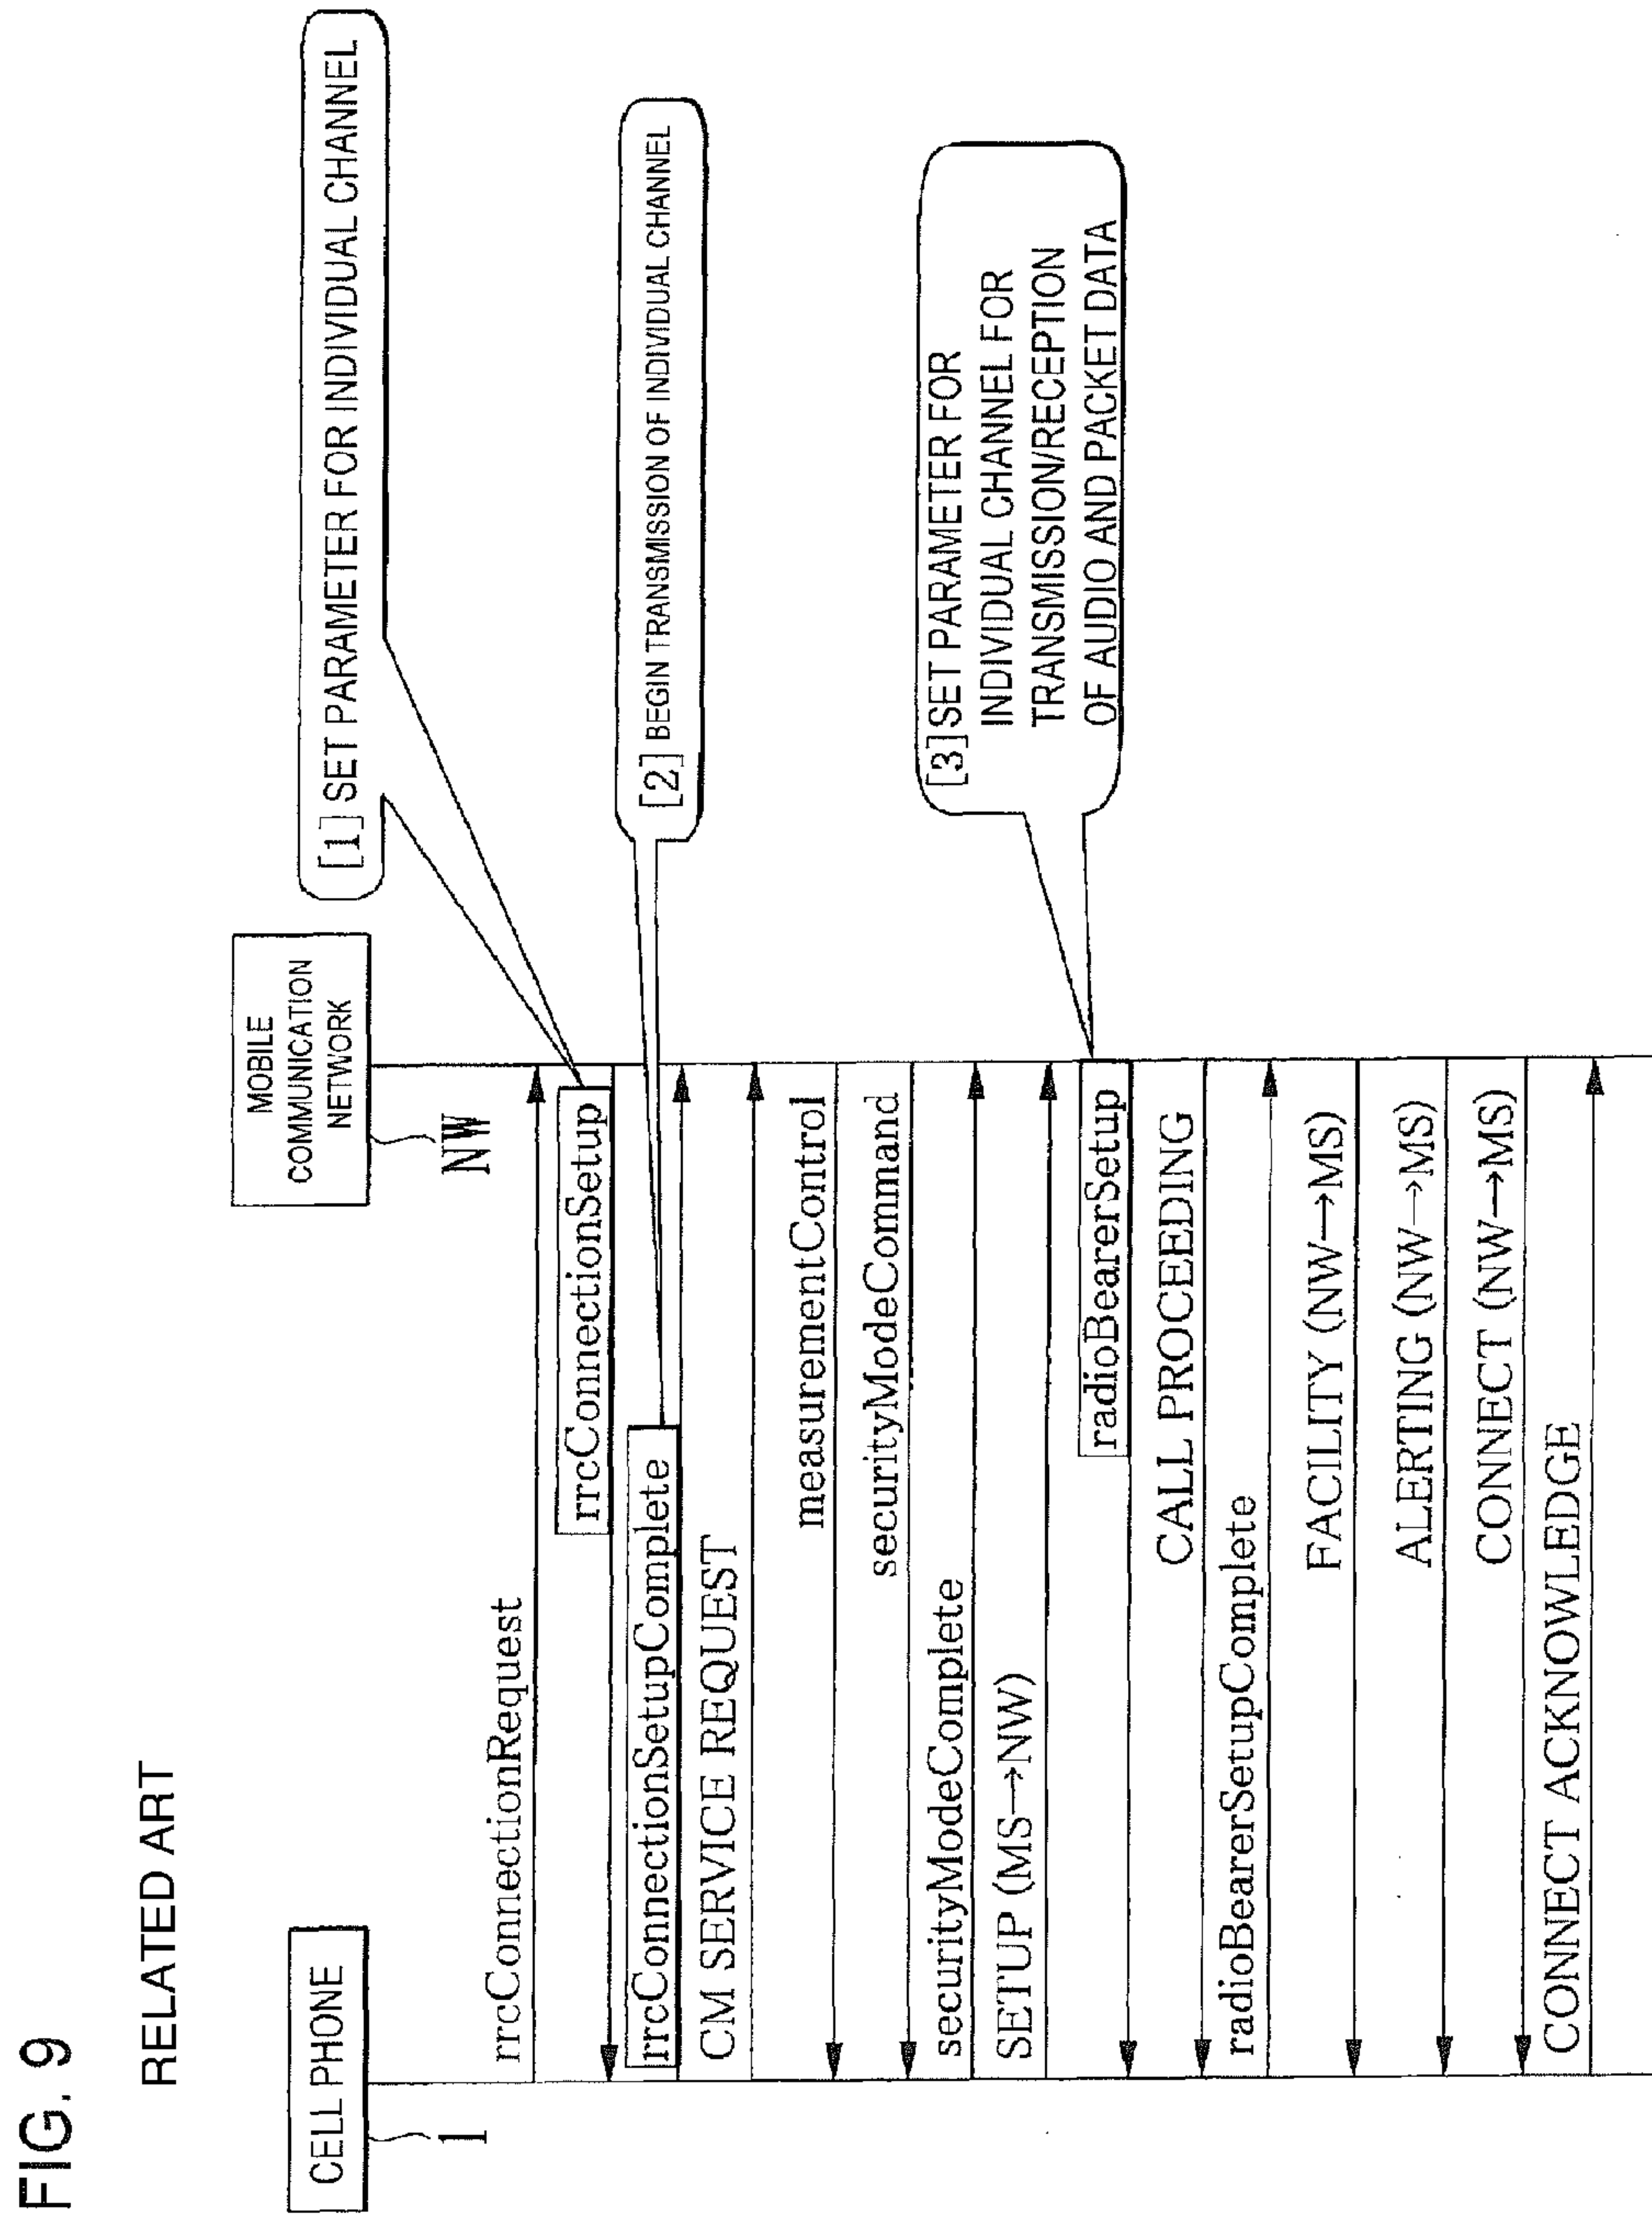 FIG. 9
RELATED ART
CELL PHONE
1
MOBILE
COMMUNICATION
NETWORK
NW
rrcConnectionRequest
rrcConnectionSetup
[1] SET PARAMETER FOR INDIVIDUAL CHANNEL
rrcConnectionSetupComplete
[2] BEGIN TRANSMISSION OF INDIVIDUAL CHANNEL
CM SERVICE REQUEST
measurementControl
securityModeCommand
securityModeComplete
SETUP (MS→NW)
radioBearerSetup
[3] SET PARAMETER FOR
INDIVIDUAL CHANNEL FOR
TRANSMISSION/RECEPTION
OF AUDIO AND PACKET DATA
CALL PROCEEDING
radioBearerSetupComplete
FACILITY (NW→MS)
ALERTING (NW→MS)
CONNECT (NW→MS)
CONNECT ACKNOWLEDGE